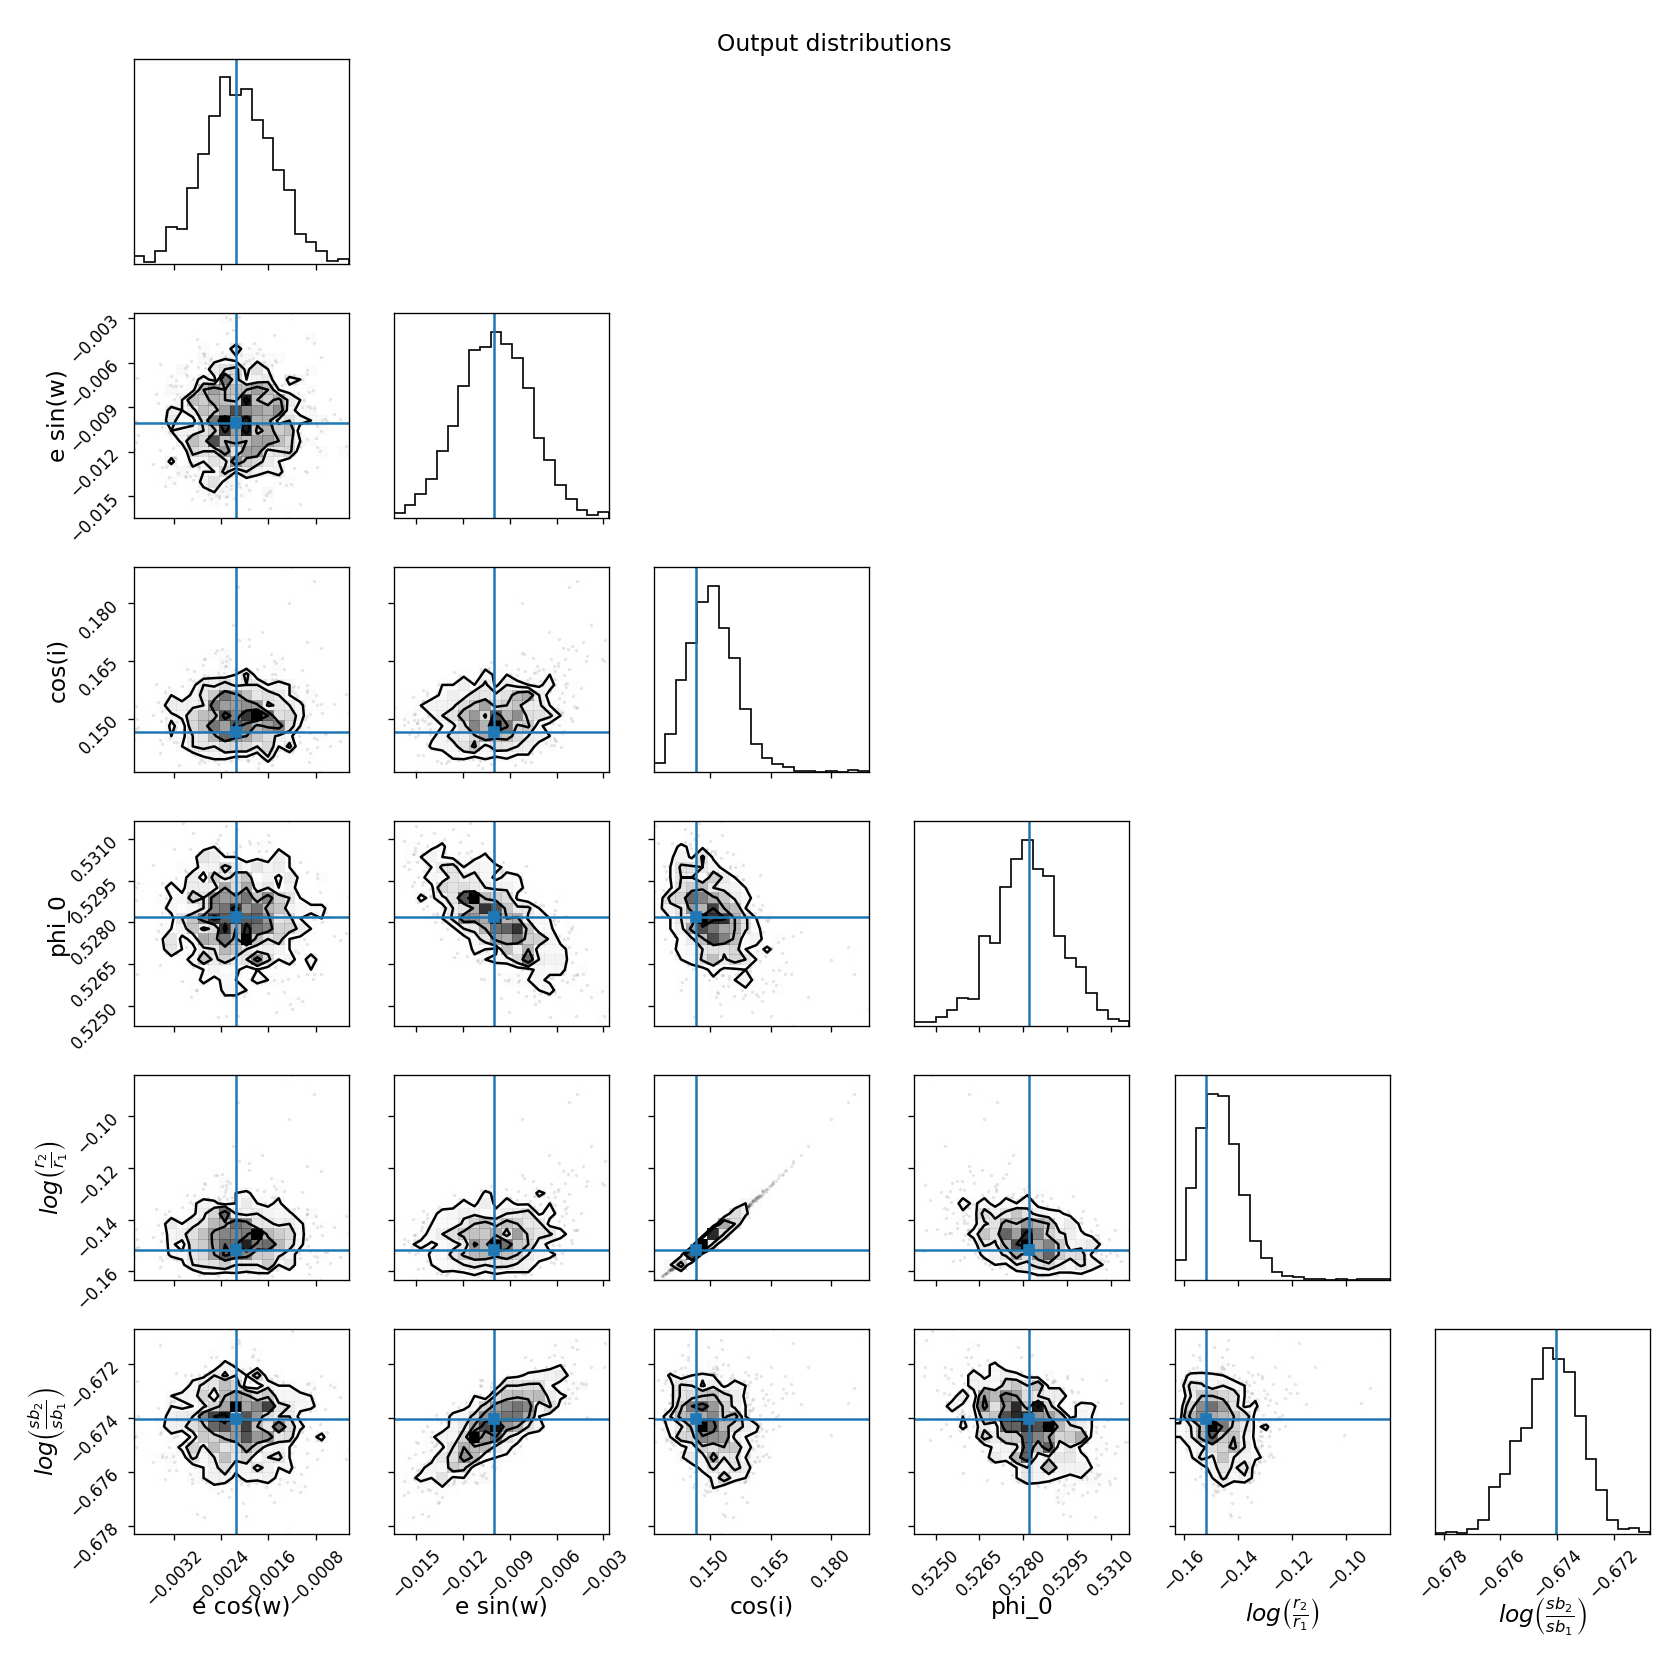 Output distributions
e sin(w)
−0.003
−0.006
−0.009
−0.012
−0.015
cos(i)
0.180
0.165
0.150
phi_0
0.5310
0.5295
0.5280
0.5265
0.5250
log(r₂/r₁)
−0.10
−0.12
−0.14
−0.16
log(sb₂/sb₁)
−0.672
−0.674
−0.676
−0.678
−0.0032 −0.0024 −0.0016 −0.0008
−0.015 −0.012 −0.009 −0.006 −0.003
0.150 0.165 0.180
0.5250 0.5265 0.5280 0.5295 0.5310
−0.16 −0.14 −0.12 −0.10
−0.678 −0.676 −0.674 −0.672
e cos(w)
e sin(w)
cos(i)
phi_0
log(r₂/r₁)
log(sb₂/sb₁)